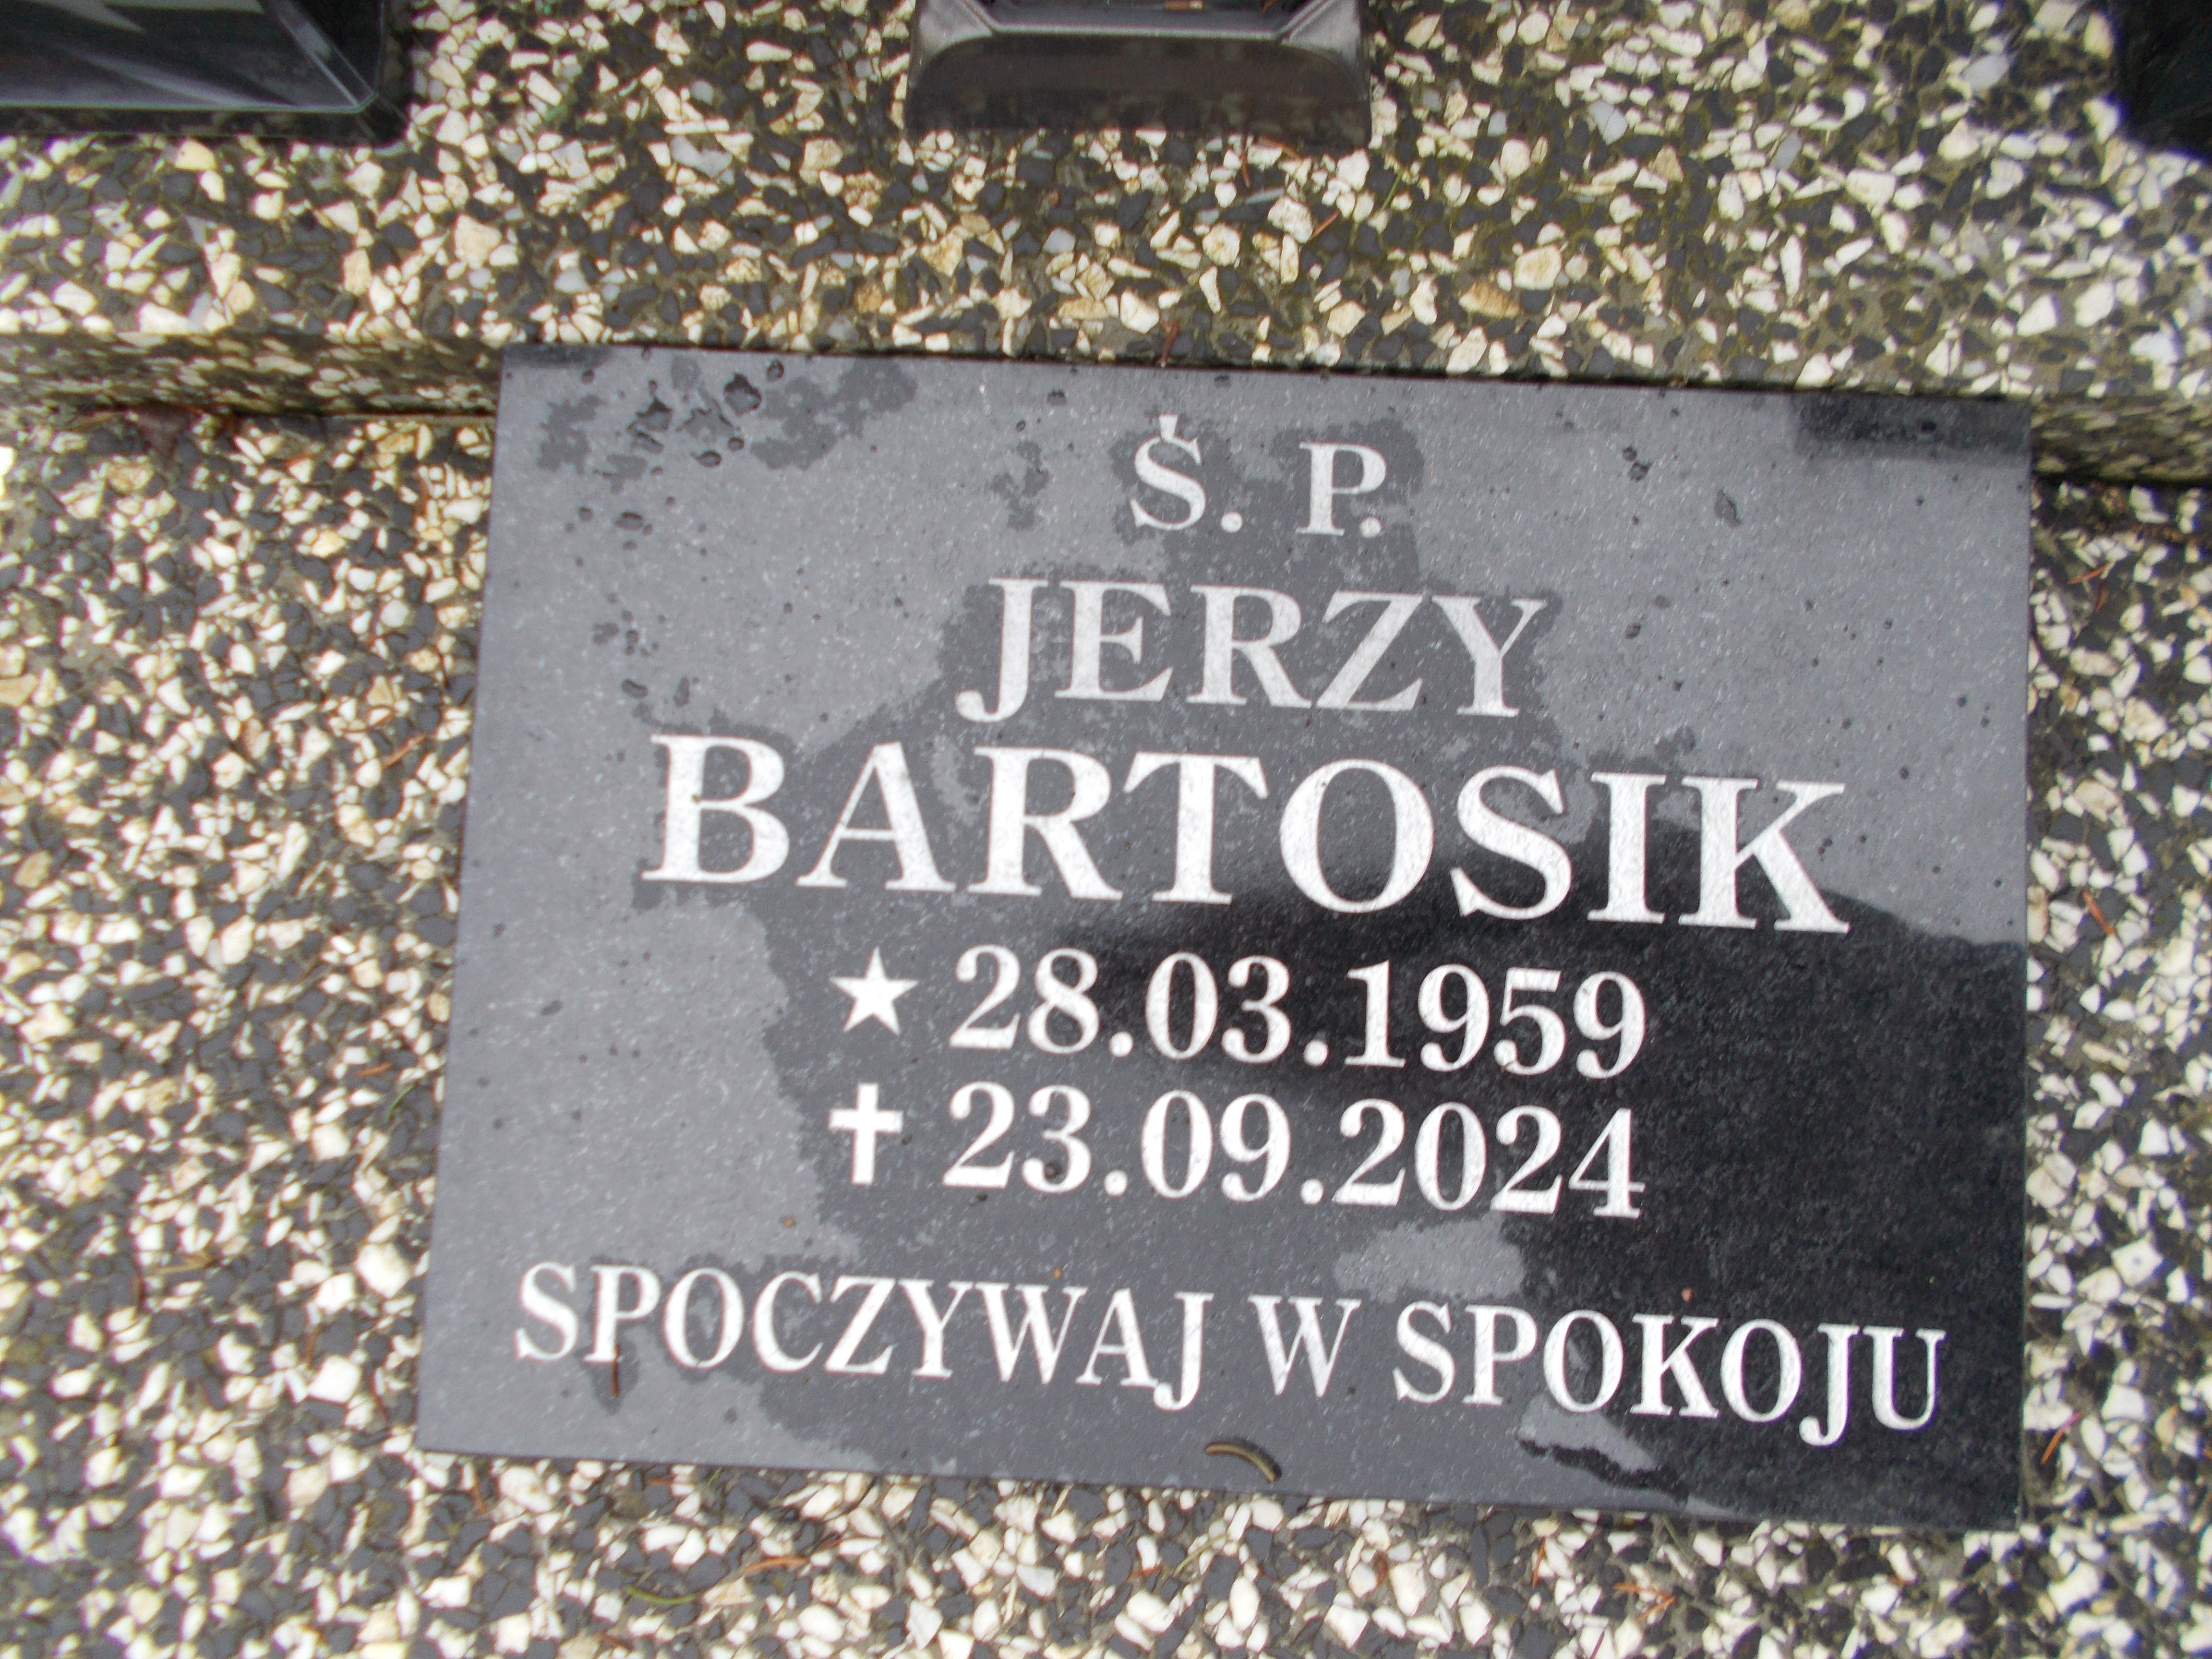 Ś. P.
JERZY
BARTOSIK
★ 28.03.1959
✝ 23.09.2024
SPOCZYWAJ W SPOKOJU